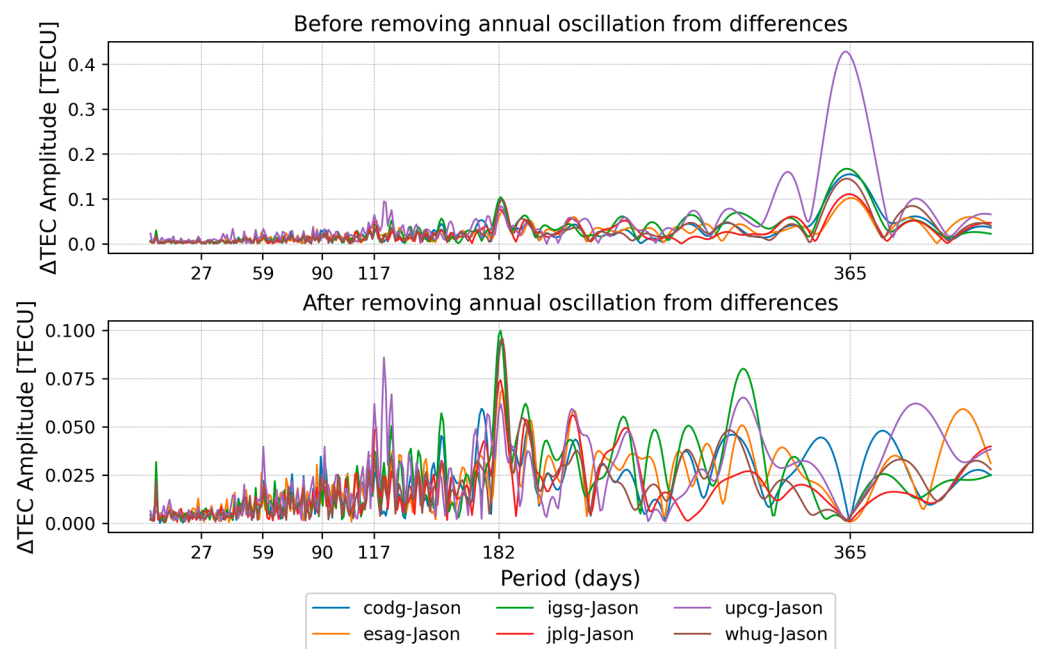 Before removing annual oscillation from differences
ΔTEC Amplitude [TECU]
0.4
0.3
0.2
0.1
0.0
27 59 90 117 182 365
After removing annual oscillation from differences
ΔTEC Amplitude [TECU]
0.100
0.075
0.050
0.025
0.000
27 59 90 117 182 365
Period (days)
codg-Jason igsg-Jason upcg-Jason
esag-Jason jplg-Jason whug-Jason